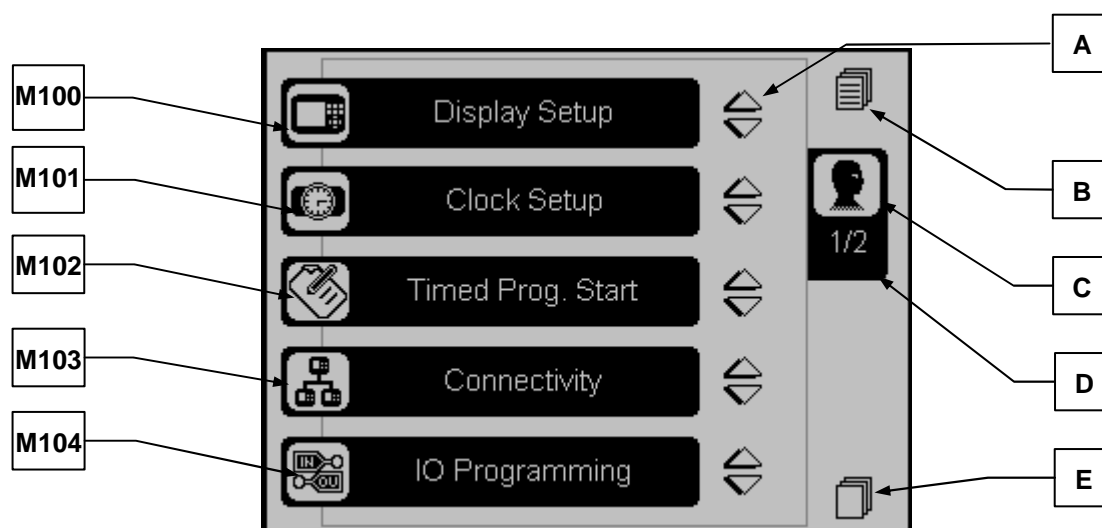 A
M100
Display Setup
M101
Clock Setup
B
1/2
M102
Timed Prog. Start
C
M103
Connectivity
D
M104
IN
OU
IO Programming
E